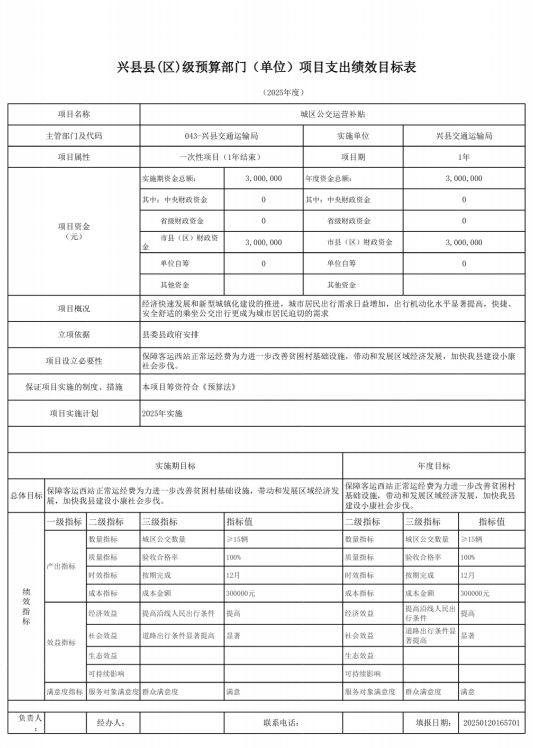 兴县县(区)级预算部门（单位）项目支出绩效目标表
（2025年度）
项目名称 城区公交运营补贴
主管部门及代码 043-兴县交通运输局 实施单位 兴县交通运输局
项目属性 一次性项目（1年结束） 项目期 1年
项目资金
（元）
实施期资金总额: 3,000,000 年度资金总额: 3,000,000
其中: 中央财政资金 0 其中: 中央财政资金 0
省级财政资金 0 省级财政资金 0
市县（区）财政资
金 3,000,000 市县（区）财政资金 3,000,000
单位自筹 0 单位自筹 0
其他资金 其他资金
项目概况 经济快速发展和新型城镇化建设的推进，城市居民出行需求日益增加，出行机动化水平显著提高，快捷、
安全舒适的乘坐公交出行更成为城市居民迫切的需求
立项依据 县委县政府安排
项目设立必要性 保障客运西站正常运经费为力进一步改善贫困村基础设施，带动和发展区域经济发展，加快我县建设小康
社会步伐。
保证项目实施的制度、措施 本项目筹资符合《预算法》
项目实施计划 2025年实施
实施期目标 年度目标
总体目标 保障客运西站正常运经费为力进一步改善贫困村基础设施，带动和发展区域经济发
展，加快我县建设小康社会步伐。
保障客运西站正常运经费为力进一步改善贫困村
基础设施，带动和发展区域经济发展，加快我县
建设小康社会步伐。
绩效指标
一级指标 二级指标 三级指标 指标值 二级指标 三级指标 指标值
产出指标
数量指标 城区公交数量 ≥15辆 数量指标 城区公交数量 ≥15辆
质量指标 验收合格率 100% 质量指标 验收合格率 100%
时效指标 按期完成 12月 时效指标 按期完成 12月
成本指标 成本金额 300000元 成本指标 成本金额 300000元
效益指标
经济效益 提高沿线人民出行条件 提高 经济效益 提高沿线人民出
行条件 提高
社会效益 道路出行条件显著提高 显著 社会效益 道路出行条件显
著提高 显著
生态效益 生态效益
可持续影响 可持续影响
满意度指标 服务对象满意度 群众满意度 满意 服务对象满意度 群众满意度 满意
负责人
: 经办人: 联系电话: 填报日期: 20250120165701